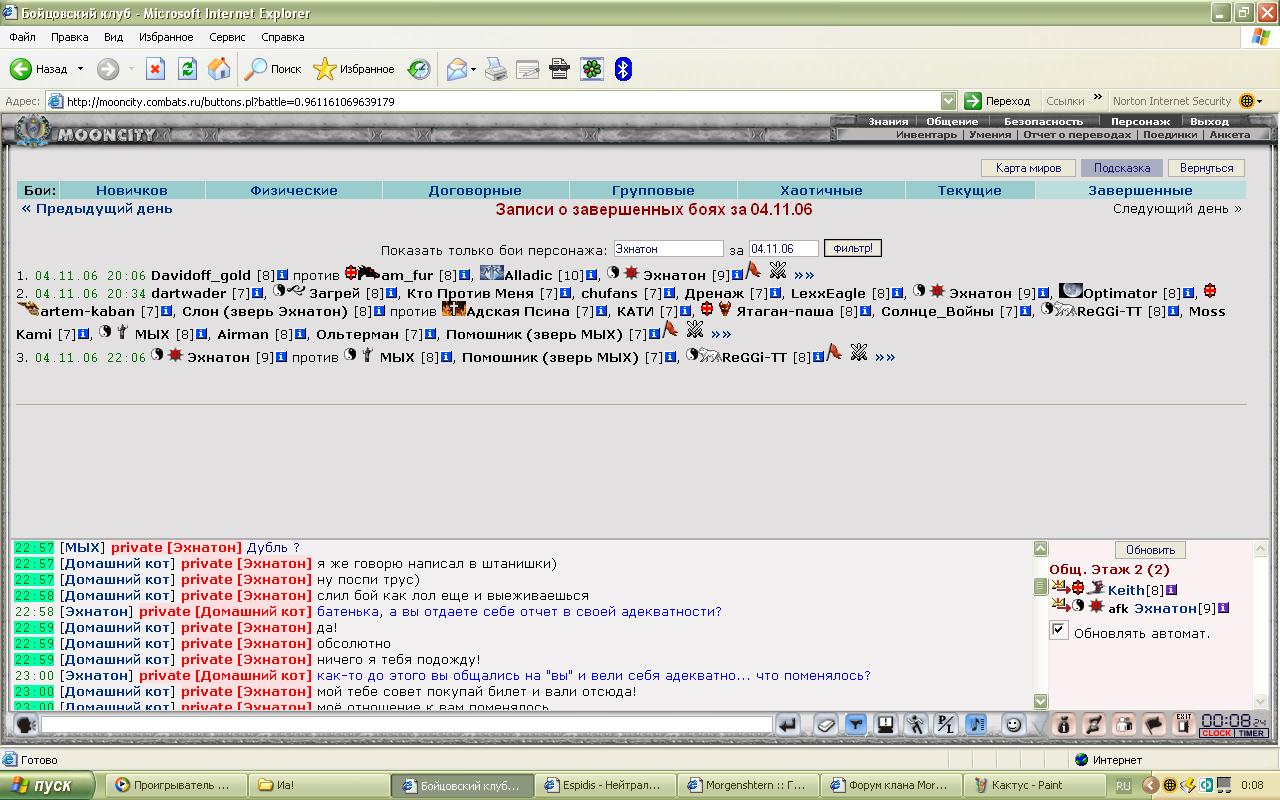 Бойцовский клуб - Microsoft Internet Explorer
Файл Правка Вид Избранное Сервис Справка
Назад Поиск Избранное
Адрес: http://mooncity.combats.ru/buttons.pl?battle=0.961161069639179 Переход Ссылки » Norton Internet Security
MOONCITY Знания Общение Безопасность Персонаж Выход
Инвентарь | Умения | Отчет о переводах | Поединки | Анкета
Карта миров Подсказка Вернуться
Бои: Новичков Физические Договорные Групповые Хаотичные Текущие Завершенные
« Предыдущий день Записи о завершенных боях за 04.11.06 Следующий день »
Показать только бои персонажа: Эхнатон за 04.11.06 Фильтр!
1. 04.11.06 20:06 Davidoff_gold [8] против am_fur [8], Alladic [10], Эхнатон [9] »»
2. 04.11.06 20:34 dartwader [7], Загрей [8], Кто Против Меня [7], chufans [7], Дренаж [7], LexxEagle [8], Эхнатон [9], Optimator [8],
artem-kaban [7], Слон (зверь Эхнатон) [8] против Адская Псина [7], КАТИ [7], Ятаган-паша [8], Солнце_Войны [7], ReGGi-TT [8], Moss
Kami [7], МЫХ [8], Airman [8], Ольтерман [7], Помошник (зверь МЫХ) [7] »»
3. 04.11.06 22:06 Эхнатон [9] против МЫХ [8], Помошник (зверь МЫХ) [7], ReGGi-TT [8] »»
22:57 [МЫХ] private [Эхнатон] Дубль ?
22:57 [Домашний кот] private [Эхнатон] я же говорю написал в штанишки)
22:57 [Домашний кот] private [Эхнатон] ну поспи трус)
22:58 [Домашний кот] private [Эхнатон] слил бой как лол еще и выеживаешся
22:58 [Эхнатон] private [Домашний кот] батенька, а вы отдаете себе отчет в своей адекватности?
22:59 [Домашний кот] private [Эхнатон] да!
22:59 [Домашний кот] private [Эхнатон] обсолютно
22:59 [Домашний кот] private [Эхнатон] ничего я тебя подожду!
23:00 [Эхнатон] private [Домашний кот] как-то до этого вы общались на "вы" и вели себя адекватно... что поменялось?
23:00 [Домашний кот] private [Эхнатон] мой тебе совет покупай билет и вали отсюда!
23:00 [Домашний кот] private [Эхнатон] моё отношение к вам поменялось
Обновить
Общ. Этаж 2 (2)
Keith[8]
afk Эхнатон[9]
Обновлять автомат.
P/L EXIT 00:08 24
CLOCK TIMER
Готово Интернет
пуск Проигрыватель ... Иа! Бойцовский клуб... Espidis - Нейтрал... Morgenshtern :: Г... Форум клана Mor... Кактус - Paint RU 0:08